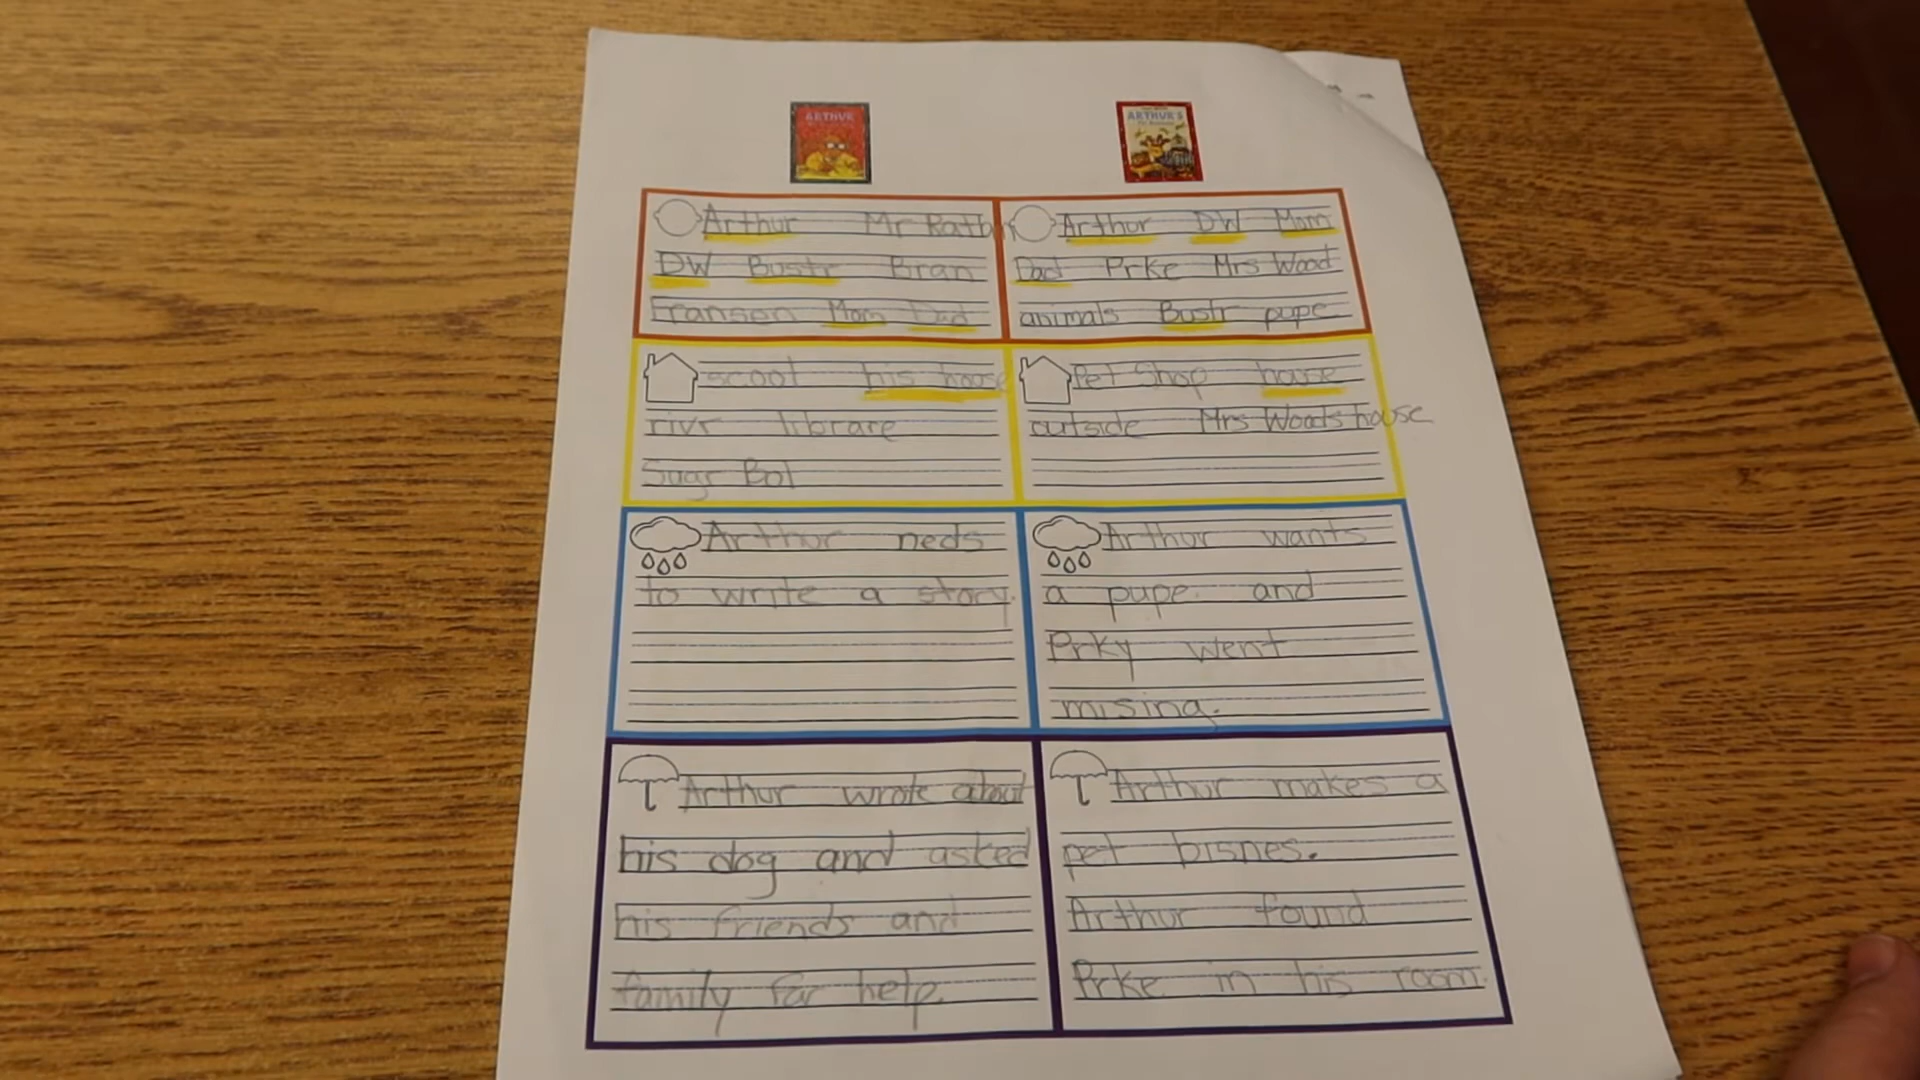 ARTHUR
ARTHUR'S
Arthur Mr Ratb
DW Bustr Bran
Fransen Mom Dad
Arthur DW Mom
Dad Prke Mrs Wood
animals Bustr pupe
scool his house
rivr librare
Sugr Bol
Pet Shop house
outside Mrs Woods house
Arthur neds
to write a story.
Arthur wants
a pupe. and
Prky went
mising.
Arthur wrote about
his dog and asked
his friends and
family for help.
Arthur makes a
pet bisnes.
Arthur found
Prke in his room.